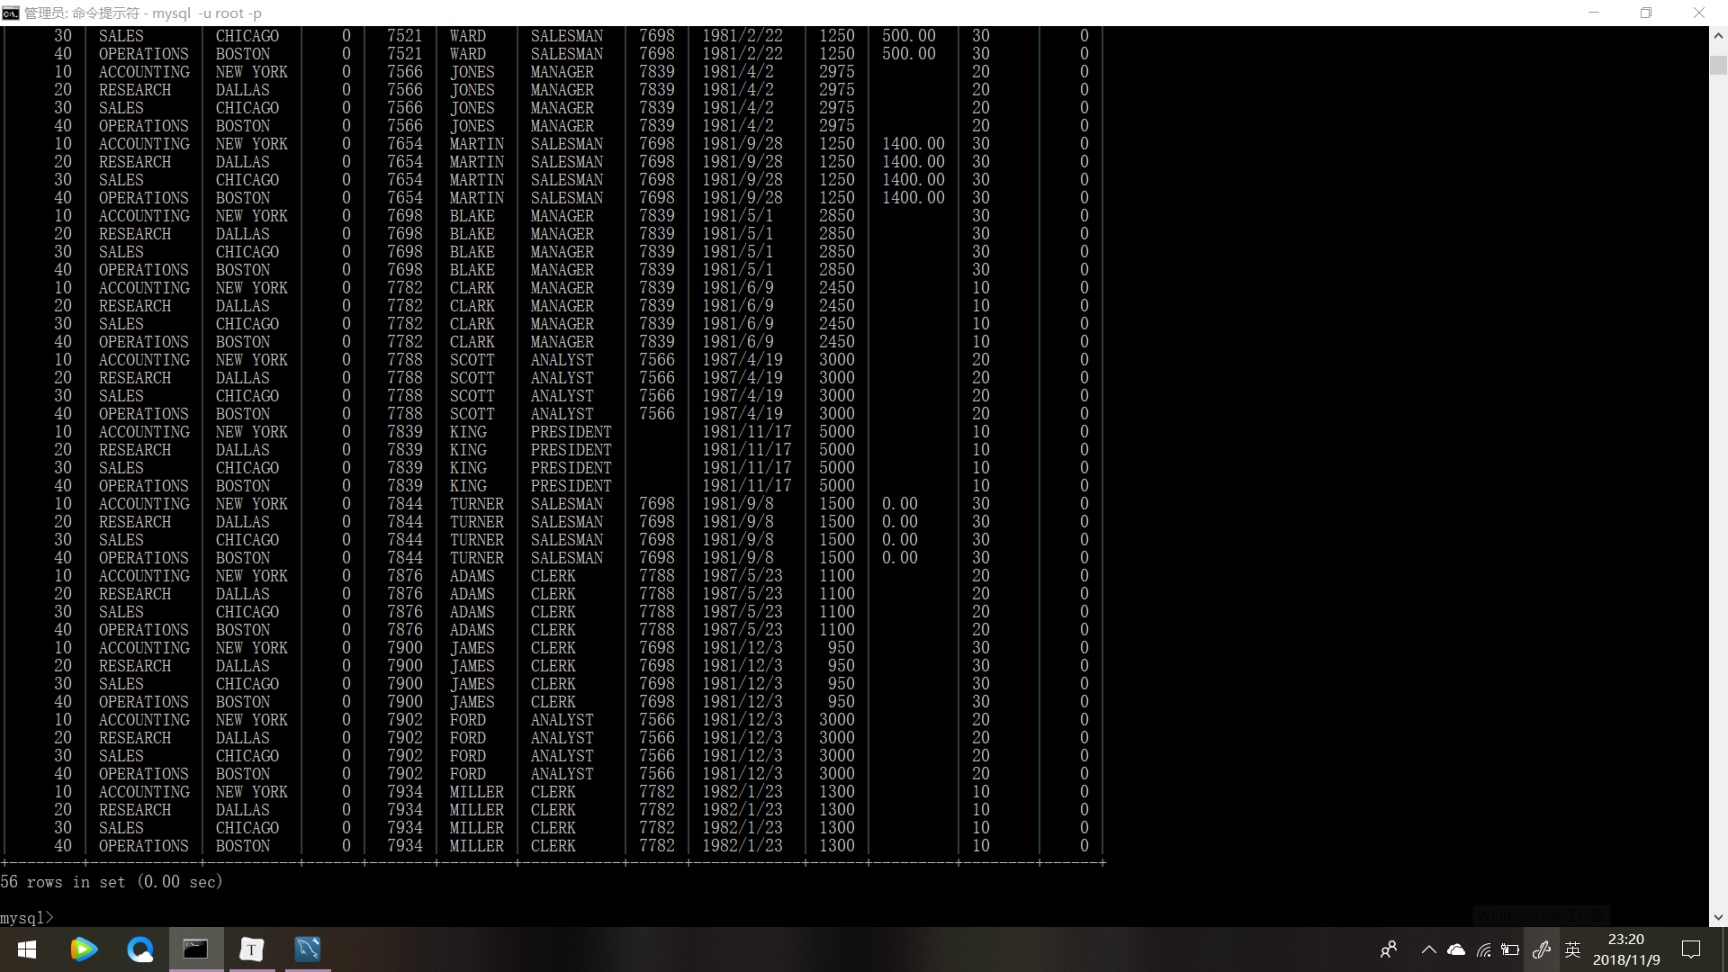 管理员: 命令提示符 - mysql  -u root -p
| 30 | SALES | CHICAGO | 0 | 7521 | WARD | SALESMAN | 7698 | 1981/2/22 | 1250 | 500.00 | 30 | 0 |
| 40 | OPERATIONS | BOSTON | 0 | 7521 | WARD | SALESMAN | 7698 | 1981/2/22 | 1250 | 500.00 | 30 | 0 |
| 10 | ACCOUNTING | NEW YORK | 0 | 7566 | JONES | MANAGER | 7839 | 1981/4/2 | 2975 | | 20 | 0 |
| 20 | RESEARCH | DALLAS | 0 | 7566 | JONES | MANAGER | 7839 | 1981/4/2 | 2975 | | 20 | 0 |
| 30 | SALES | CHICAGO | 0 | 7566 | JONES | MANAGER | 7839 | 1981/4/2 | 2975 | | 20 | 0 |
| 40 | OPERATIONS | BOSTON | 0 | 7566 | JONES | MANAGER | 7839 | 1981/4/2 | 2975 | | 20 | 0 |
| 10 | ACCOUNTING | NEW YORK | 0 | 7654 | MARTIN | SALESMAN | 7698 | 1981/9/28 | 1250 | 1400.00 | 30 | 0 |
| 20 | RESEARCH | DALLAS | 0 | 7654 | MARTIN | SALESMAN | 7698 | 1981/9/28 | 1250 | 1400.00 | 30 | 0 |
| 30 | SALES | CHICAGO | 0 | 7654 | MARTIN | SALESMAN | 7698 | 1981/9/28 | 1250 | 1400.00 | 30 | 0 |
| 40 | OPERATIONS | BOSTON | 0 | 7654 | MARTIN | SALESMAN | 7698 | 1981/9/28 | 1250 | 1400.00 | 30 | 0 |
| 10 | ACCOUNTING | NEW YORK | 0 | 7698 | BLAKE | MANAGER | 7839 | 1981/5/1 | 2850 | | 30 | 0 |
| 20 | RESEARCH | DALLAS | 0 | 7698 | BLAKE | MANAGER | 7839 | 1981/5/1 | 2850 | | 30 | 0 |
| 30 | SALES | CHICAGO | 0 | 7698 | BLAKE | MANAGER | 7839 | 1981/5/1 | 2850 | | 30 | 0 |
| 40 | OPERATIONS | BOSTON | 0 | 7698 | BLAKE | MANAGER | 7839 | 1981/5/1 | 2850 | | 30 | 0 |
| 10 | ACCOUNTING | NEW YORK | 0 | 7782 | CLARK | MANAGER | 7839 | 1981/6/9 | 2450 | | 10 | 0 |
| 20 | RESEARCH | DALLAS | 0 | 7782 | CLARK | MANAGER | 7839 | 1981/6/9 | 2450 | | 10 | 0 |
| 30 | SALES | CHICAGO | 0 | 7782 | CLARK | MANAGER | 7839 | 1981/6/9 | 2450 | | 10 | 0 |
| 40 | OPERATIONS | BOSTON | 0 | 7782 | CLARK | MANAGER | 7839 | 1981/6/9 | 2450 | | 10 | 0 |
| 10 | ACCOUNTING | NEW YORK | 0 | 7788 | SCOTT | ANALYST | 7566 | 1987/4/19 | 3000 | | 20 | 0 |
| 20 | RESEARCH | DALLAS | 0 | 7788 | SCOTT | ANALYST | 7566 | 1987/4/19 | 3000 | | 20 | 0 |
| 30 | SALES | CHICAGO | 0 | 7788 | SCOTT | ANALYST | 7566 | 1987/4/19 | 3000 | | 20 | 0 |
| 40 | OPERATIONS | BOSTON | 0 | 7788 | SCOTT | ANALYST | 7566 | 1987/4/19 | 3000 | | 20 | 0 |
| 10 | ACCOUNTING | NEW YORK | 0 | 7839 | KING | PRESIDENT | | 1981/11/17 | 5000 | | 10 | 0 |
| 20 | RESEARCH | DALLAS | 0 | 7839 | KING | PRESIDENT | | 1981/11/17 | 5000 | | 10 | 0 |
| 30 | SALES | CHICAGO | 0 | 7839 | KING | PRESIDENT | | 1981/11/17 | 5000 | | 10 | 0 |
| 40 | OPERATIONS | BOSTON | 0 | 7839 | KING | PRESIDENT | | 1981/11/17 | 5000 | | 10 | 0 |
| 10 | ACCOUNTING | NEW YORK | 0 | 7844 | TURNER | SALESMAN | 7698 | 1981/9/8 | 1500 | 0.00 | 30 | 0 |
| 20 | RESEARCH | DALLAS | 0 | 7844 | TURNER | SALESMAN | 7698 | 1981/9/8 | 1500 | 0.00 | 30 | 0 |
| 30 | SALES | CHICAGO | 0 | 7844 | TURNER | SALESMAN | 7698 | 1981/9/8 | 1500 | 0.00 | 30 | 0 |
| 40 | OPERATIONS | BOSTON | 0 | 7844 | TURNER | SALESMAN | 7698 | 1981/9/8 | 1500 | 0.00 | 30 | 0 |
| 10 | ACCOUNTING | NEW YORK | 0 | 7876 | ADAMS | CLERK | 7788 | 1987/5/23 | 1100 | | 20 | 0 |
| 20 | RESEARCH | DALLAS | 0 | 7876 | ADAMS | CLERK | 7788 | 1987/5/23 | 1100 | | 20 | 0 |
| 30 | SALES | CHICAGO | 0 | 7876 | ADAMS | CLERK | 7788 | 1987/5/23 | 1100 | | 20 | 0 |
| 40 | OPERATIONS | BOSTON | 0 | 7876 | ADAMS | CLERK | 7788 | 1987/5/23 | 1100 | | 20 | 0 |
| 10 | ACCOUNTING | NEW YORK | 0 | 7900 | JAMES | CLERK | 7698 | 1981/12/3 | 950 | | 30 | 0 |
| 20 | RESEARCH | DALLAS | 0 | 7900 | JAMES | CLERK | 7698 | 1981/12/3 | 950 | | 30 | 0 |
| 30 | SALES | CHICAGO | 0 | 7900 | JAMES | CLERK | 7698 | 1981/12/3 | 950 | | 30 | 0 |
| 40 | OPERATIONS | BOSTON | 0 | 7900 | JAMES | CLERK | 7698 | 1981/12/3 | 950 | | 30 | 0 |
| 10 | ACCOUNTING | NEW YORK | 0 | 7902 | FORD | ANALYST | 7566 | 1981/12/3 | 3000 | | 20 | 0 |
| 20 | RESEARCH | DALLAS | 0 | 7902 | FORD | ANALYST | 7566 | 1981/12/3 | 3000 | | 20 | 0 |
| 30 | SALES | CHICAGO | 0 | 7902 | FORD | ANALYST | 7566 | 1981/12/3 | 3000 | | 20 | 0 |
| 40 | OPERATIONS | BOSTON | 0 | 7902 | FORD | ANALYST | 7566 | 1981/12/3 | 3000 | | 20 | 0 |
| 10 | ACCOUNTING | NEW YORK | 0 | 7934 | MILLER | CLERK | 7782 | 1982/1/23 | 1300 | | 10 | 0 |
| 20 | RESEARCH | DALLAS | 0 | 7934 | MILLER | CLERK | 7782 | 1982/1/23 | 1300 | | 10 | 0 |
| 30 | SALES | CHICAGO | 0 | 7934 | MILLER | CLERK | 7782 | 1982/1/23 | 1300 | | 10 | 0 |
| 40 | OPERATIONS | BOSTON | 0 | 7934 | MILLER | CLERK | 7782 | 1982/1/23 | 1300 | | 10 | 0 |
56 rows in set (0.00 sec)
mysql>
T
英
23:20
2018/11/9